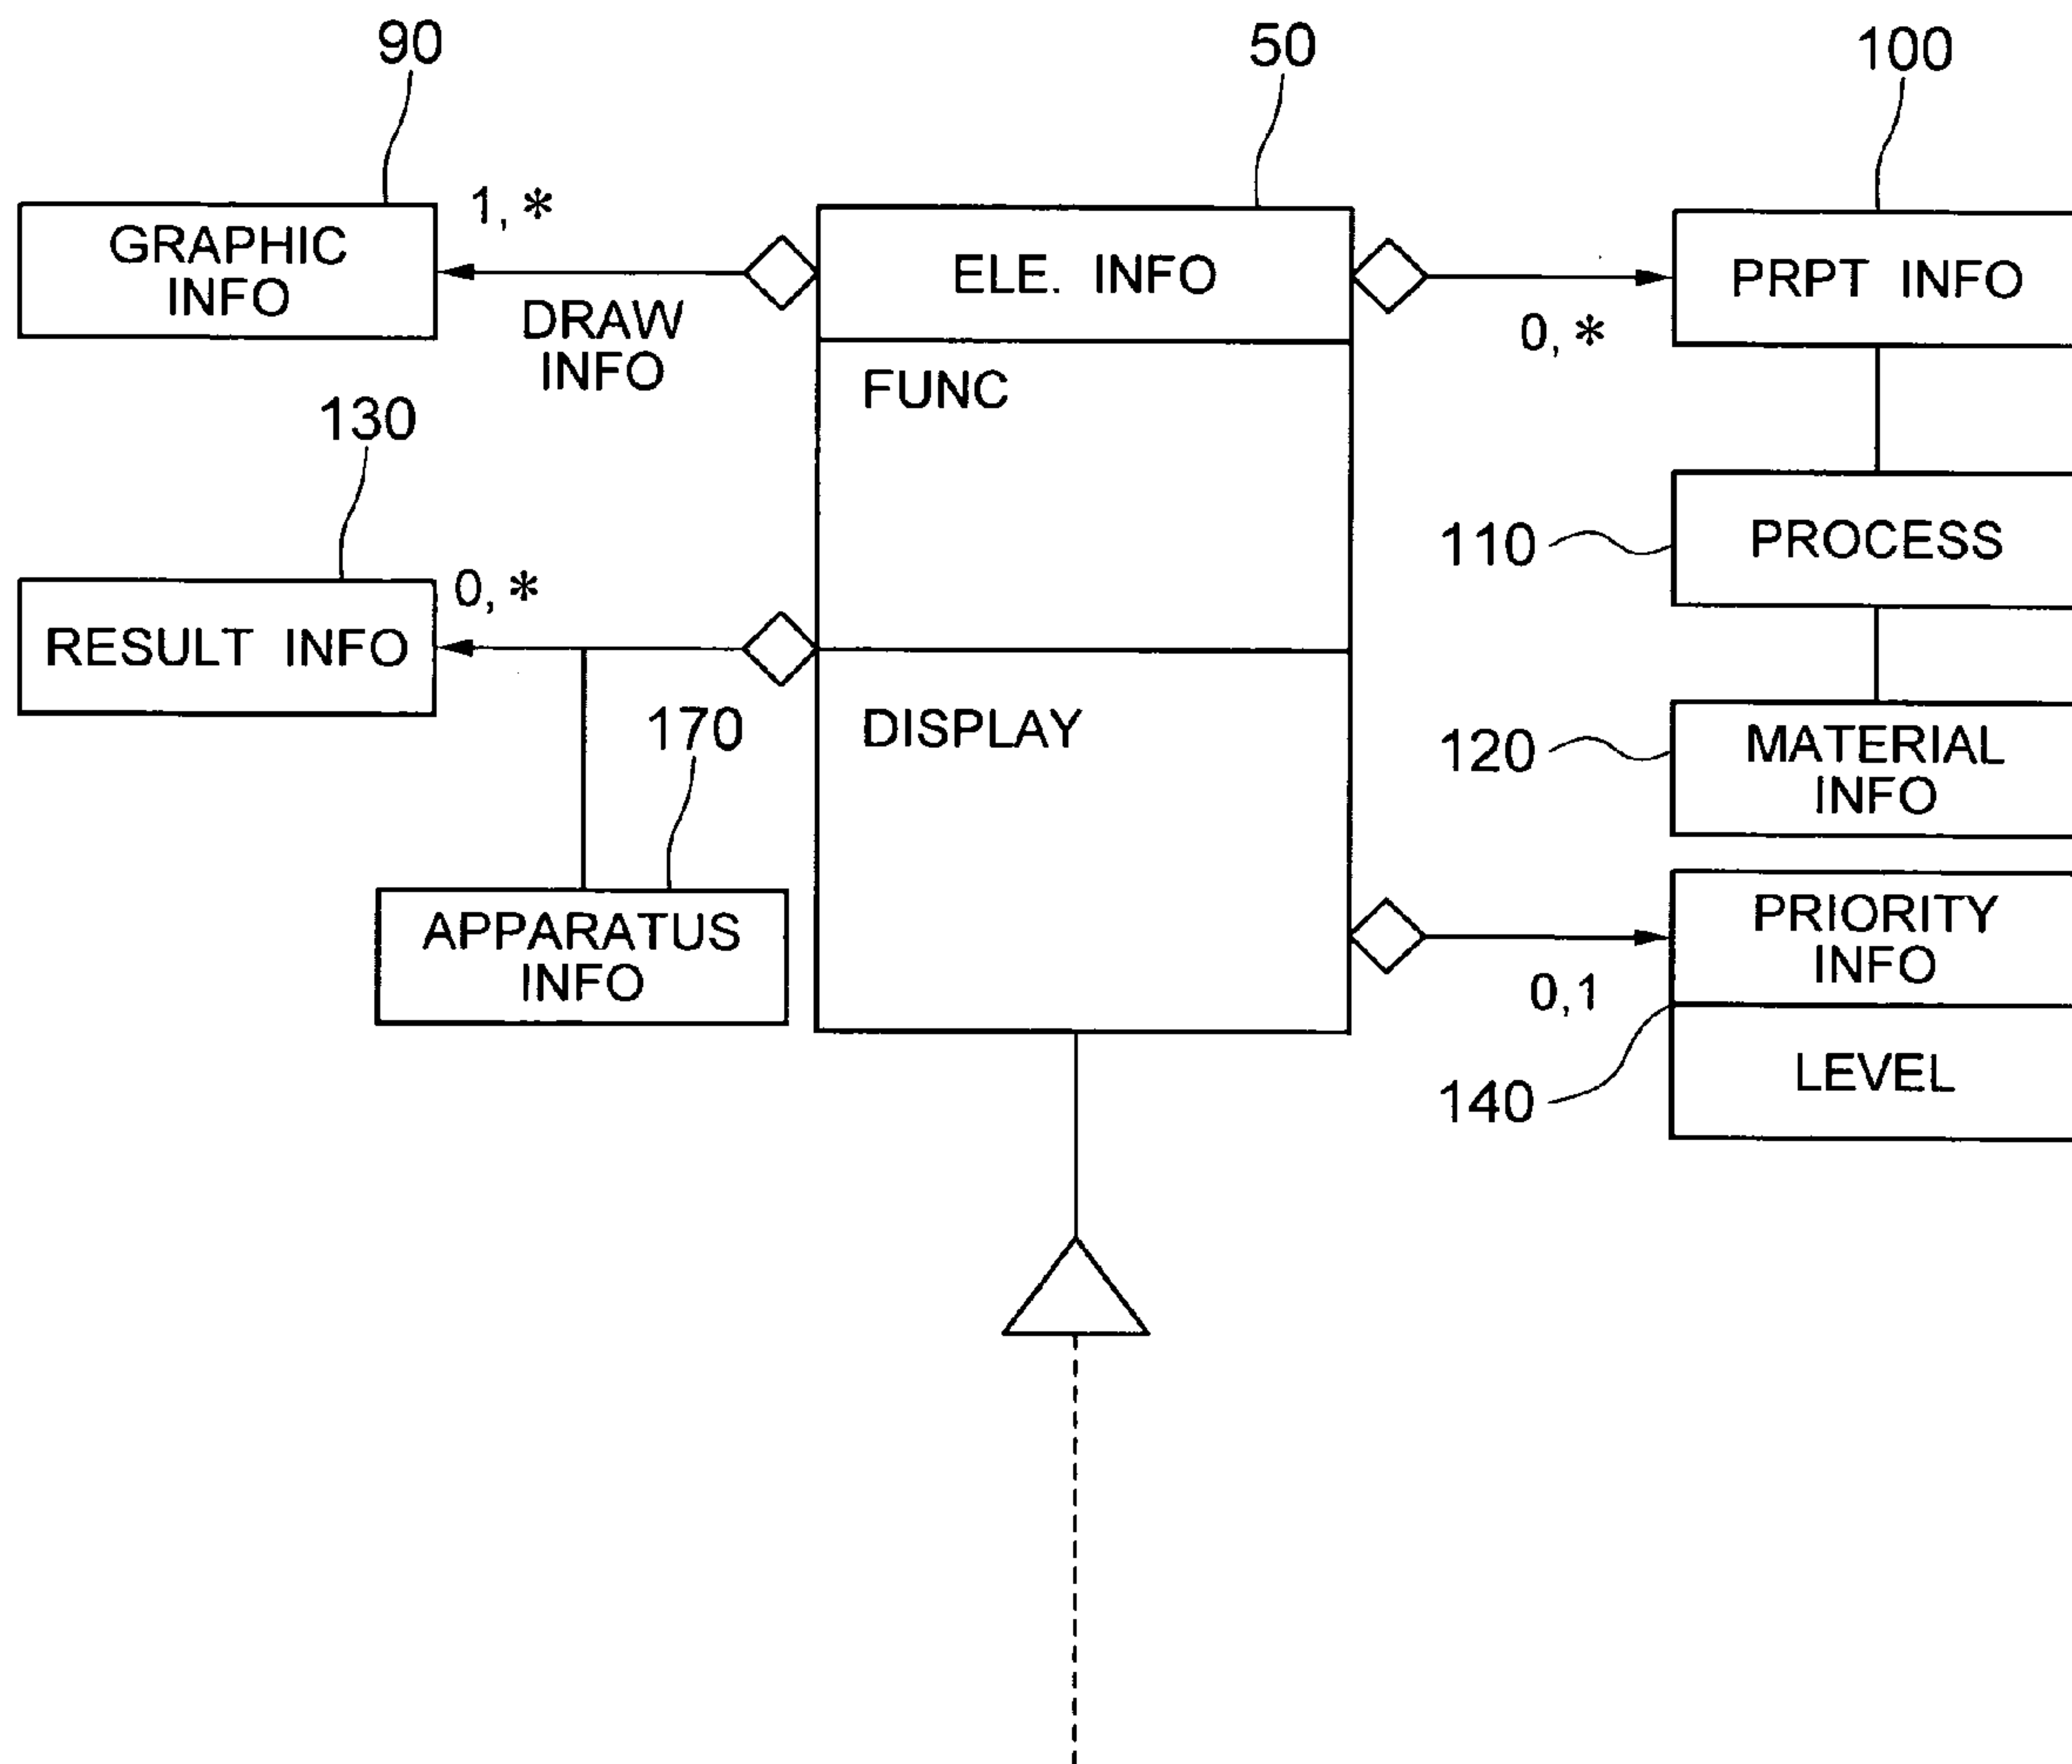 90
50
100
GRAPHIC
INFO
1, *
DRAW
INFO
ELE. INFO
0, *
PRPT INFO
FUNC
130
110
PROCESS
RESULT INFO
0, *
170
DISPLAY
120
MATERIAL
INFO
APPARATUS
INFO
PRIORITY
INFO
0,1
140
LEVEL